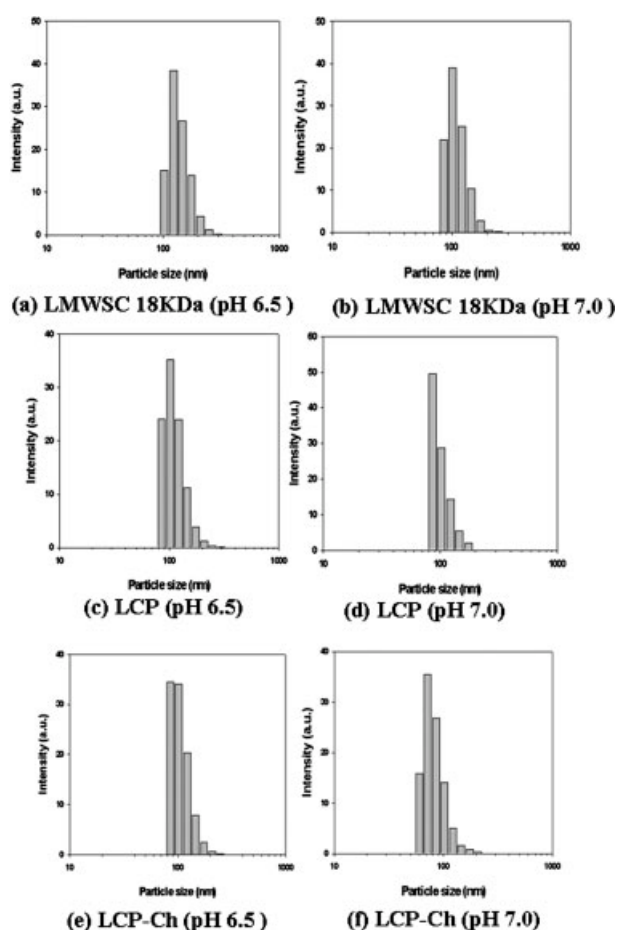 50
40
30
20
10
0
Intensity (a.u.)
10 100 1000
Particle size (nm)
(a) LMWSC 18KDa (pH 6.5 )
50
40
30
20
10
0
Intensity (a.u.)
10 100 1000
Particle size (nm)
(b) LMWSC 18KDa (pH 7.0 )
40
30
20
10
0
Intensity (a.u.)
10 100 1000
Particle size (nm)
(c) LCP (pH 6.5)
60
50
40
30
20
10
0
Intensity (a.u.)
10 100 1000
Particle size (nm)
(d) LCP (pH 7.0)
40
30
20
10
0
Intensity (a.u.)
10 100 1000
Particle size (nm)
(e) LCP-Ch (pH 6.5 )
40
30
20
10
0
Intensity (a.u.)
10 100 1000
Particle size (nm)
(f) LCP-Ch (pH 7.0)